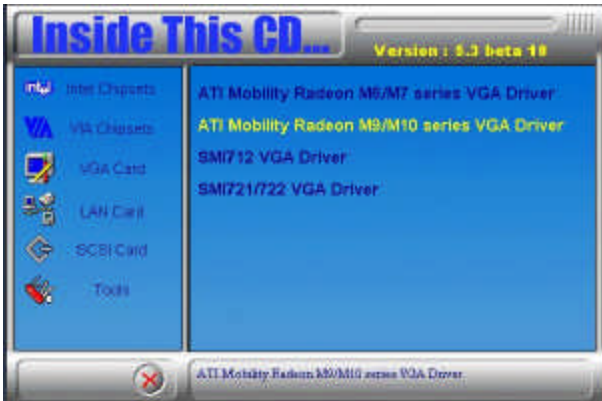 Inside This CD...
Version : 5.3 beta 18
intel Intel Chipsets
VIA VIA Chipsets
VGA Card
LAN Card
SCSI Card
Tools
ATI Mobility Radeon M6/M7 series VGA Driver
ATI Mobility Radeon M9/M10 series VGA Driver
SMI712 VGA Driver
SMI721/722 VGA Driver
ATI Mobility Radeon M9/M10 series VGA Driver